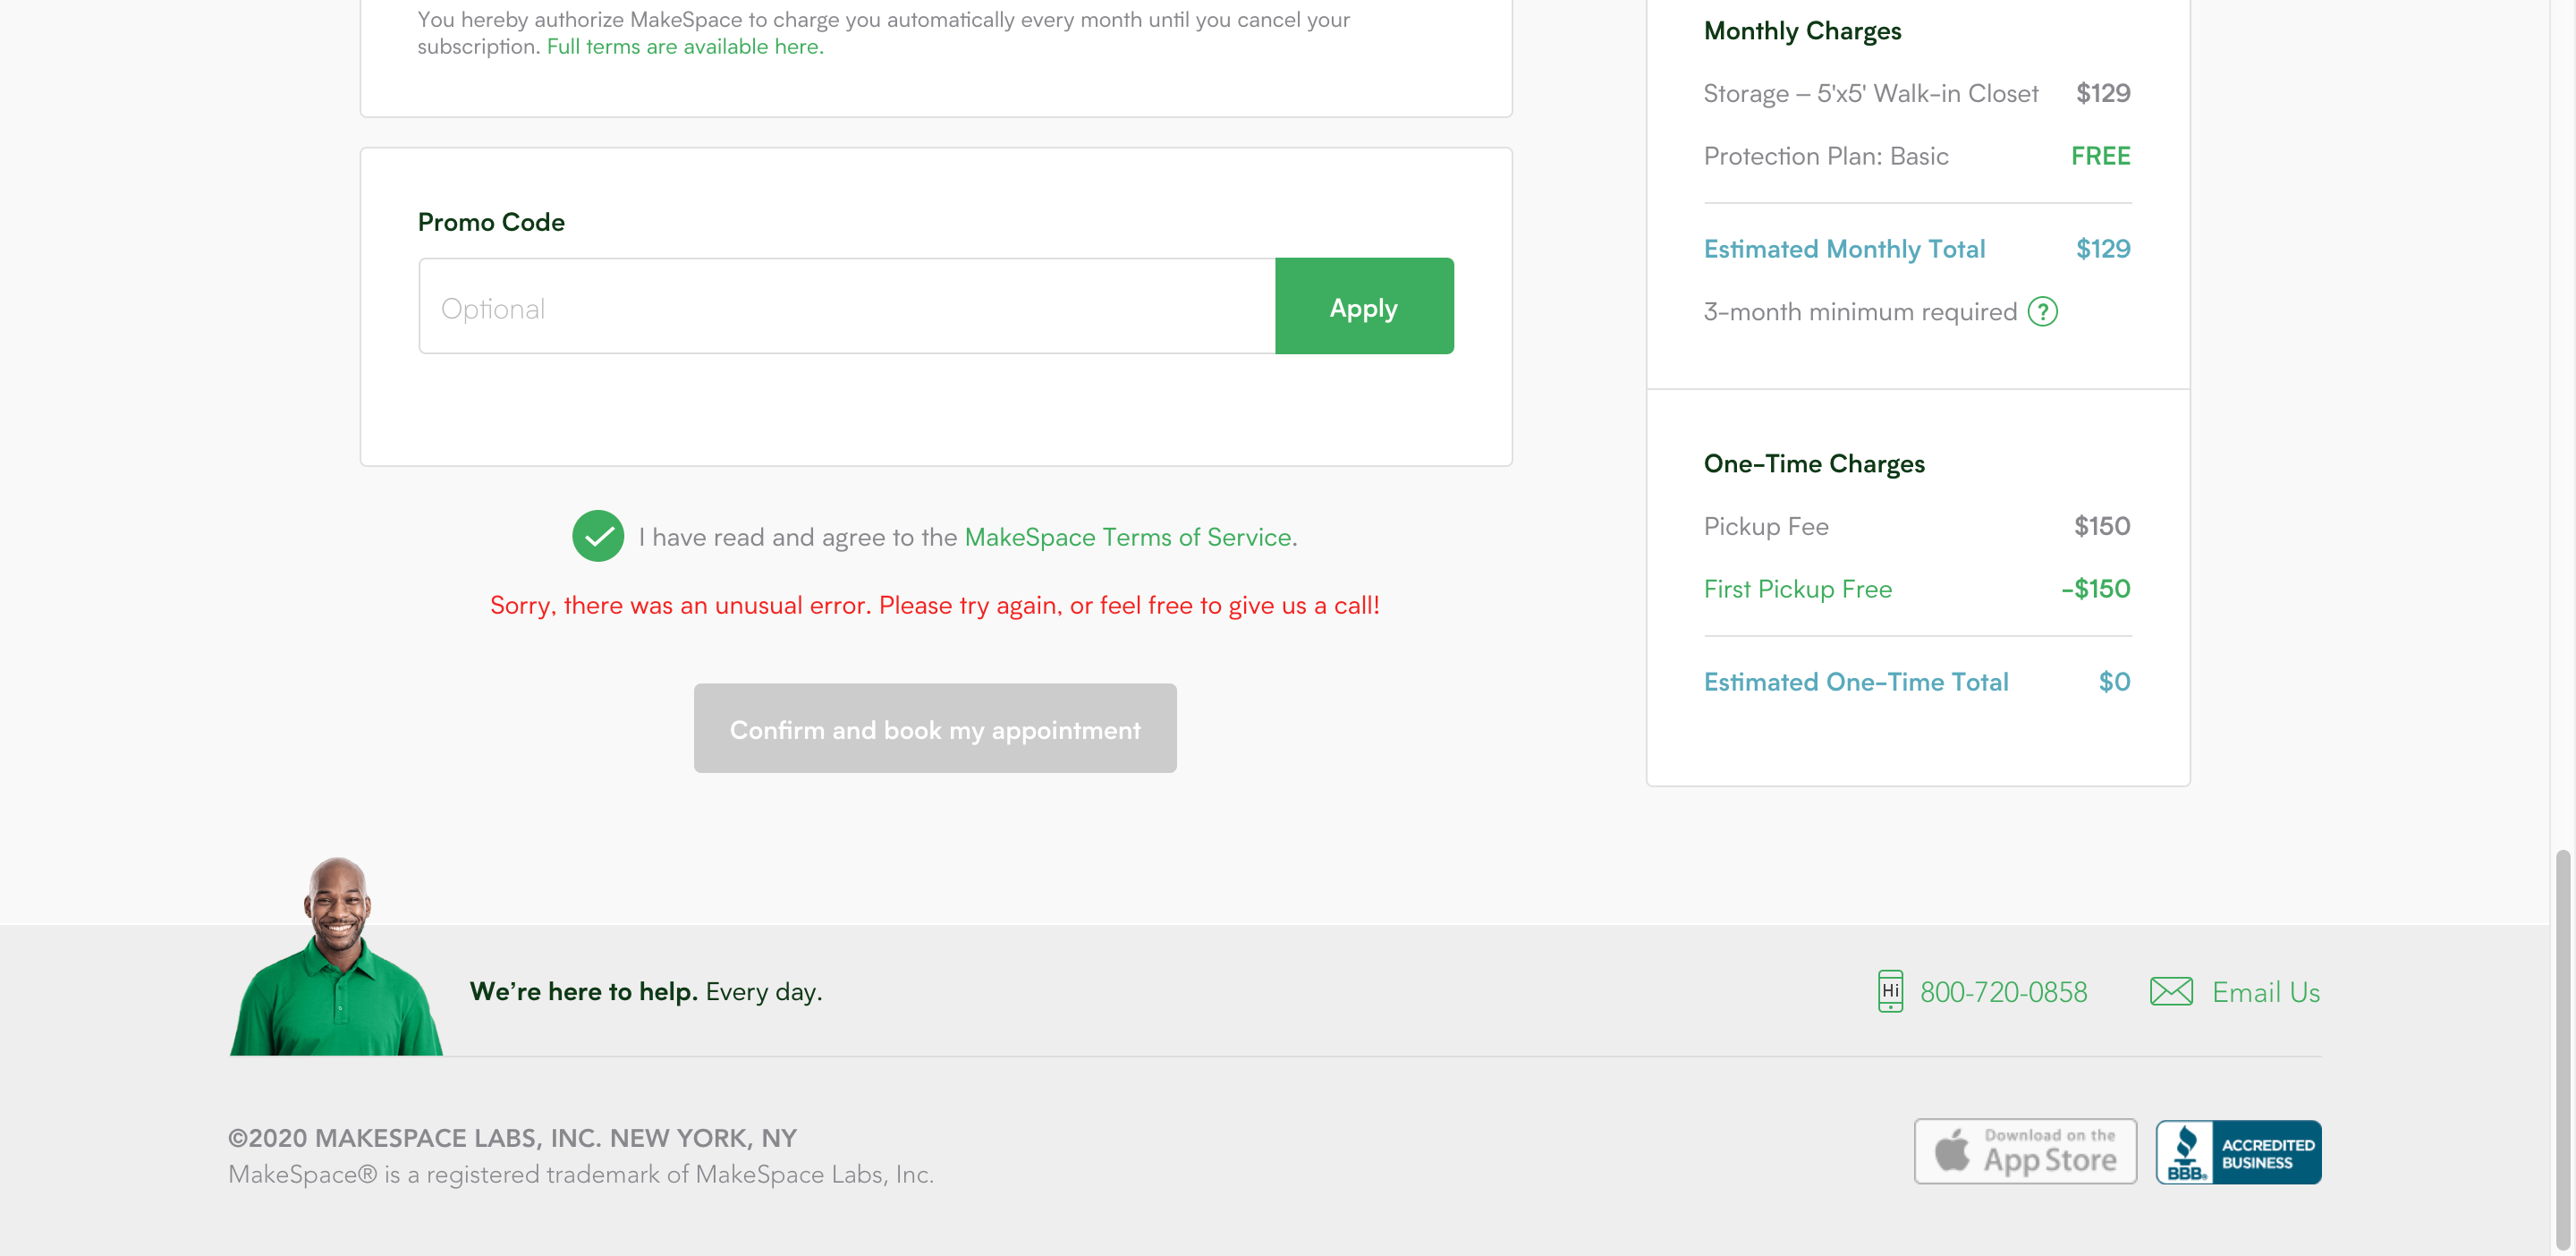 You hereby authorize MakeSpace to charge you automatically every month until you cancel your
subscription. Full terms are available here.
Promo Code
Optional
Apply
I have read and agree to the MakeSpace Terms of Service.
Sorry, there was an unusual error. Please try again, or feel free to give us a call!
Confirm and book my appointment
Monthly Charges
Storage – 5'x5' Walk-in Closet $129
Protection Plan: Basic FREE
Estimated Monthly Total $129
3-month minimum required ?
One-Time Charges
Pickup Fee $150
First Pickup Free -$150
Estimated One-Time Total $0
We're here to help. Every day.
Hi 800-720-0858
Email Us
©2020 MAKESPACE LABS, INC. NEW YORK, NY
MakeSpace® is a registered trademark of MakeSpace Labs, Inc.
Download on the
App Store
BBB.
ACCREDITED
BUSINESS